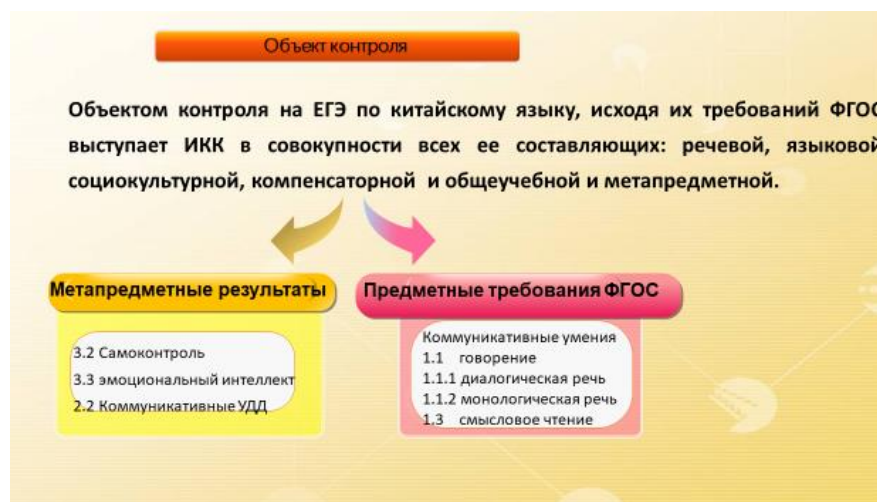 Объект контроля
Объектом контроля на ЕГЭ по китайскому языку, исходя их требований ФГОС
выступает ИКК в совокупности всех ее составляющих: речевой, языковой
социокультурной, компенсаторной и общеучебной и метапредметной.
Метапредметные результаты
3.2 Самоконтроль
3.3 эмоциональный интеллект
2.2 Коммуникативные УДД
Предметные требования ФГОС
Коммуникативные умения
1.1 говорение
1.1.1 диалогическая речь
1.1.2 монологическая речь
1.3 смысловое чтение